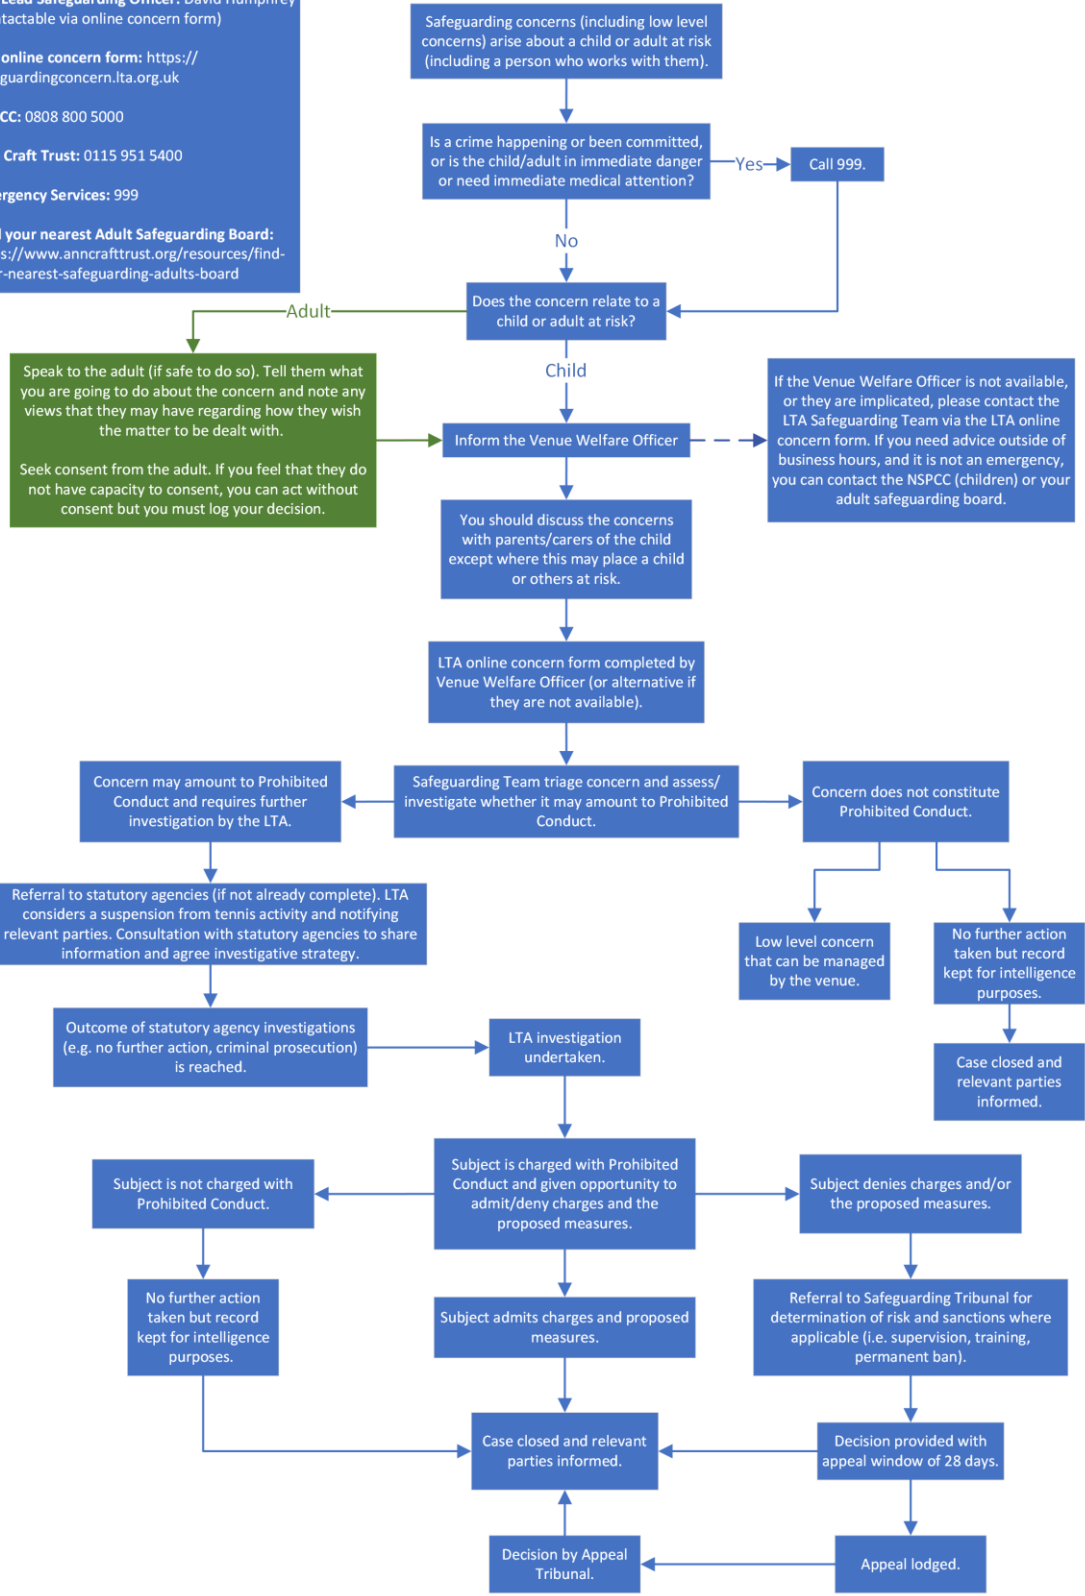 Lead Safeguarding Officer: David Humphrey
via online concern form)
online concern form: https://
0808 800 5000
Craft Trust: 0115 951 5400
Services: 999
your nearest Adult Safeguarding Board:
Safeguarding concerns (including low level
concerns) arise about a child or adult at risk
(including a person who works with them).
Is a crime happening or been committed,
or is the child/adult in immediate danger
or need immediate medical attention?
Yes
Call 999.
No
Does the concern relate to a
child or adult at risk?
Adult
Child
Speak to the adult (if safe to do so). Tell them what
you are going to do about the concern and note any
views that they may have regarding how they wish
the matter to be dealt with.
Seek consent from the adult. If you feel that they do
not have capacity to consent, you can act without
consent but you must log your decision.
Inform the Venue Welfare Officer
If the Venue Welfare Officer is not available,
or they are implicated, please contact the
LTA Safeguarding Team via the LTA online
concern form. If you need advice outside of
business hours, and it is not an emergency,
you can contact the NSPCC (children) or your
adult safeguarding board.
You should discuss the concerns
with parents/carers of the child
except where this may place a child
or others at risk.
LTA online concern form completed by
Venue Welfare Officer (or alternative if
they are not available).
Safeguarding Team triage concern and assess/
investigate whether it may amount to Prohibited
Conduct.
Concern may amount to Prohibited
Conduct and requires further
investigation by the LTA.
Concern does not constitute
Prohibited Conduct.
Referral to statutory agencies (if not already complete). LTA
considers a suspension from tennis activity and notifying
relevant parties. Consultation with statutory agencies to share
information and agree investigative strategy.
Low level concern
that can be managed
by the venue.
No further action
taken but record
kept for intelligence
purposes.
Outcome of statutory agency investigations
(e.g. no further action, criminal prosecution)
is reached.
LTA investigation
undertaken.
Case closed and
relevant parties
informed.
Subject is not charged with
Prohibited Conduct.
Subject is charged with Prohibited
Conduct and given opportunity to
admit/deny charges and the
proposed measures.
Subject denies charges and/or
the proposed measures.
No further action
taken but record
kept for intelligence
purposes.
Subject admits charges and proposed
measures.
Referral to Safeguarding Tribunal for
determination of risk and sanctions where
applicable (i.e. supervision, training,
permanent ban).
Case closed and relevant
parties informed.
Decision provided with
appeal window of 28 days.
Decision by Appeal
Tribunal.
Appeal lodged.